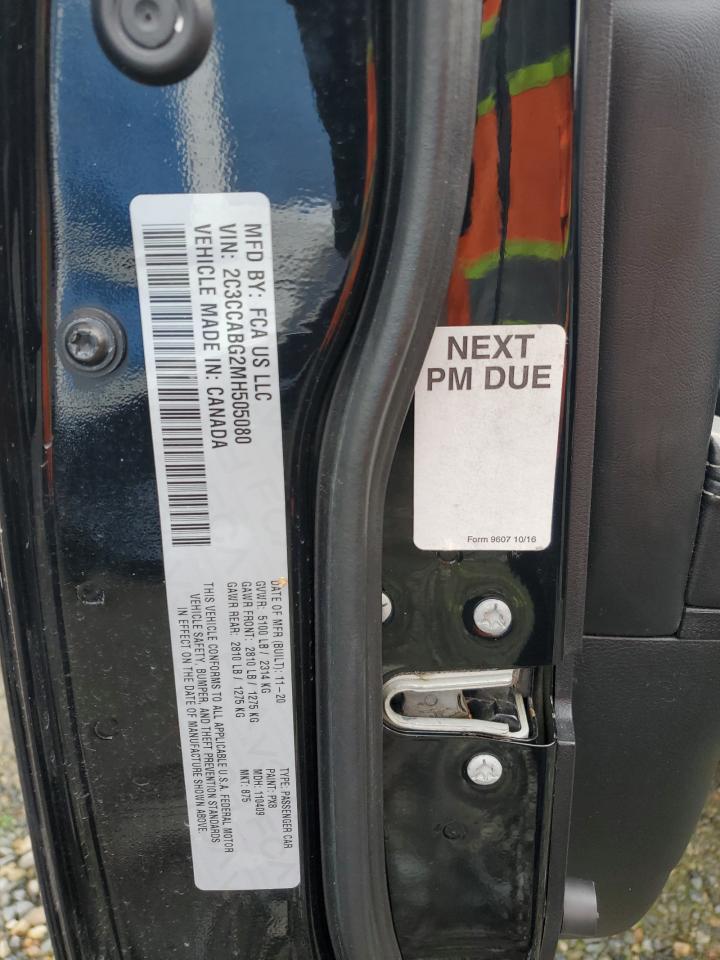 MFD BY: FCA US LLC
VIN: 2C3CCABG2MH505080
VEHICLE MADE IN: CANADA
DATE OF MFR (BUILT): 11-20
GVWR: 5100 LB / 2314 KG
GAWR FRONT: 2810 LB / 1275 KG
GAWR REAR: 2810 LB / 1275 KG
THIS VEHICLE CONFORMS TO ALL APPLICABLE U.S.A. FEDERAL MOTOR
VEHICLE SAFETY, BUMPER, AND THEFT PREVENTION STANDARDS
IN EFFECT ON THE DATE OF MANUFACTURE SHOWN ABOVE.
TYPE: PASSENGER CAR
PAINT: PX8
MDH: 110409
MKT: 875
NEXT
PM DUE
Form 9607 10/16